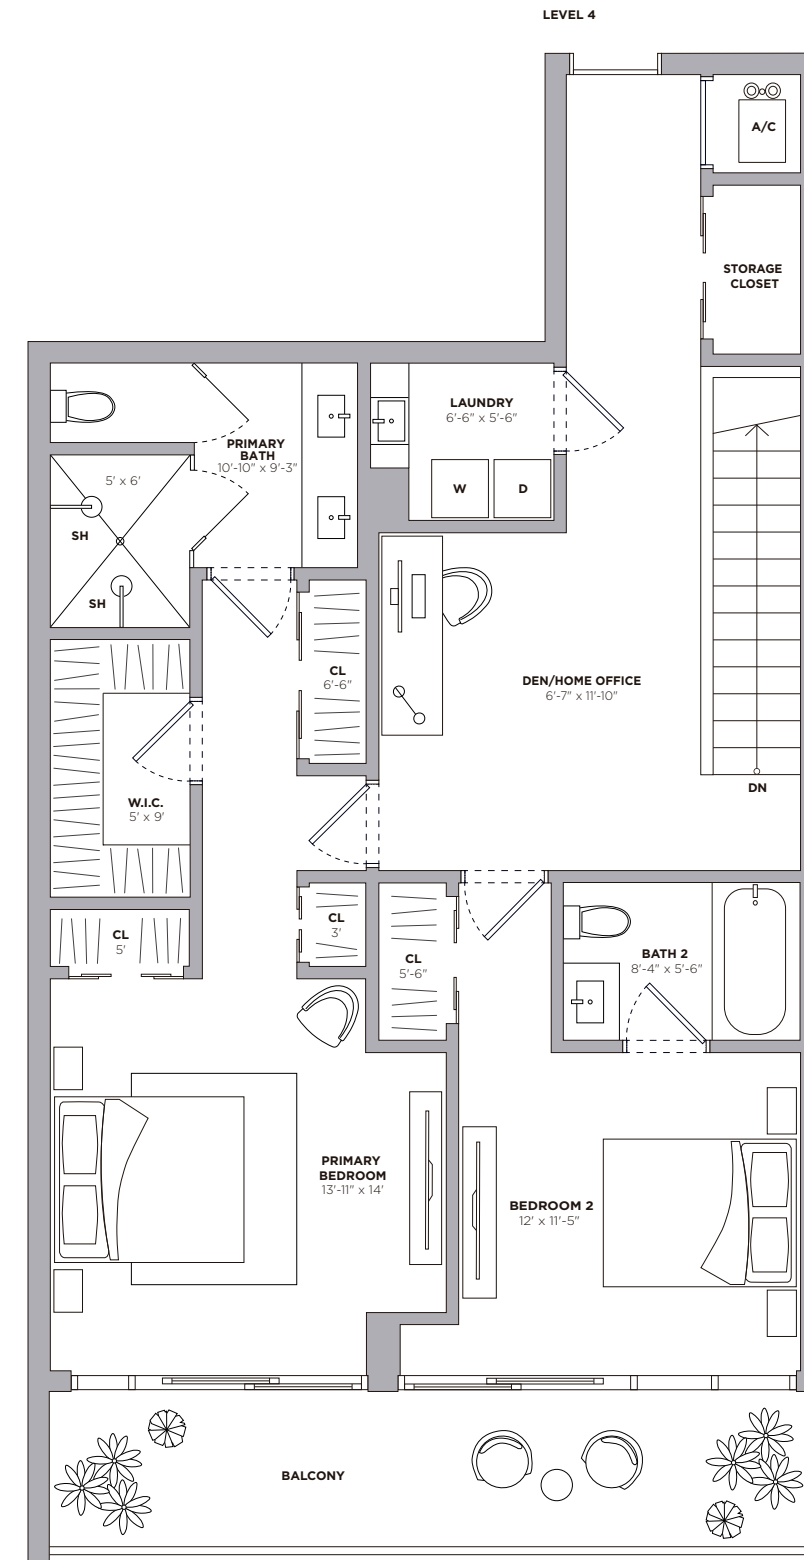 LEVEL 4
A/C
STORAGE
CLOSET
LAUNDRY
6'-6" x 5'-6"
PRIMARY
BATH
10'-10" x 9'-3"
5' x 6'
W
D
SH
SH
CL
6'-6"
DEN/HOME OFFICE
6'-7" x 11'-10"
DN
W.I.C.
5' x 9'
CL
3'
CL
5'
CL
5'-6"
BATH 2
8'-4" x 5'-6"
PRIMARY
BEDROOM
13'-11" x 14'
BEDROOM 2
12' x 11'-5"
BALCONY